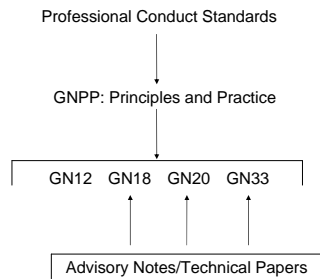 Professional Conduct Standards
GNPP: Principles and Practice
GN12 GN18 GN20 GN33
Advisory Notes/Technical Papers